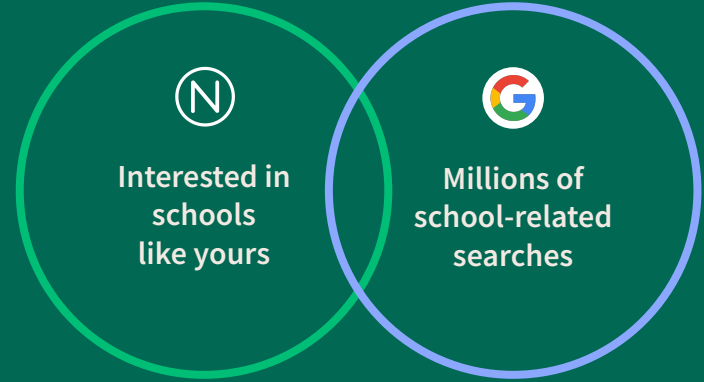 N
Interested in
schools
like yours
G
Millions of
school-related
searches